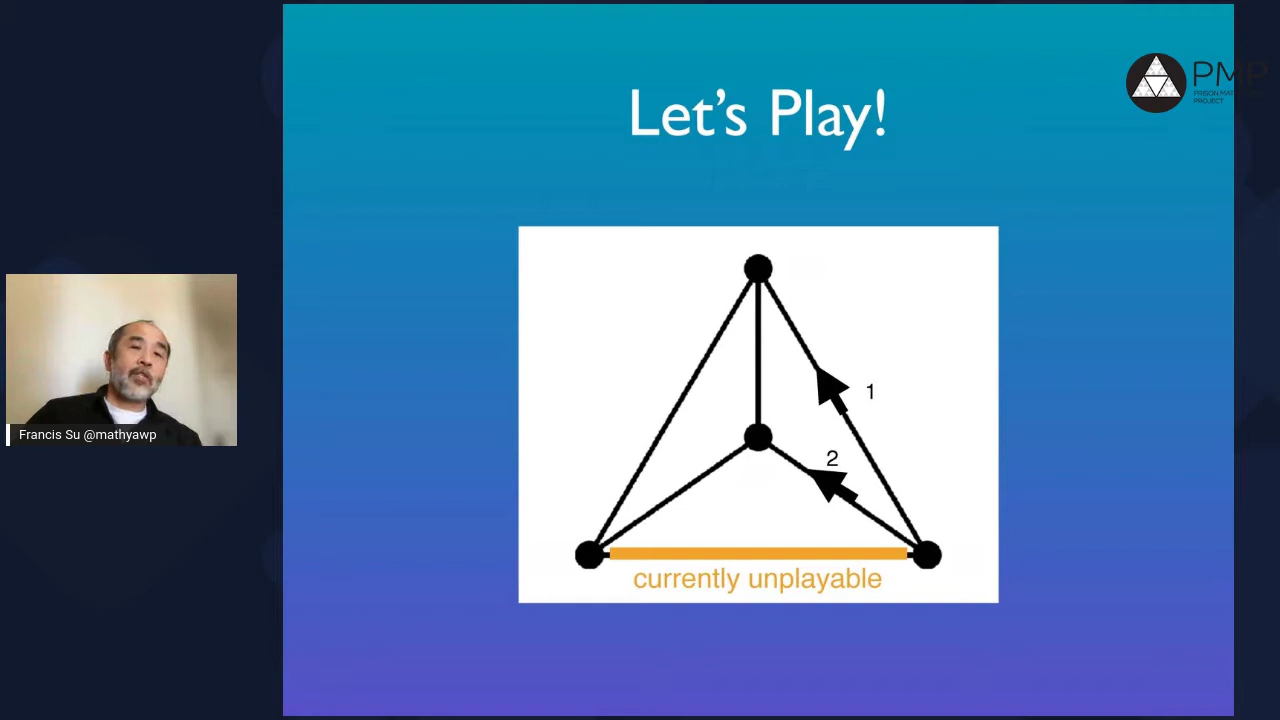 Let's Play!
PMP
PRISON MATH
PROJECT
1
2
currently unplayable
Francis Su @mathyawp